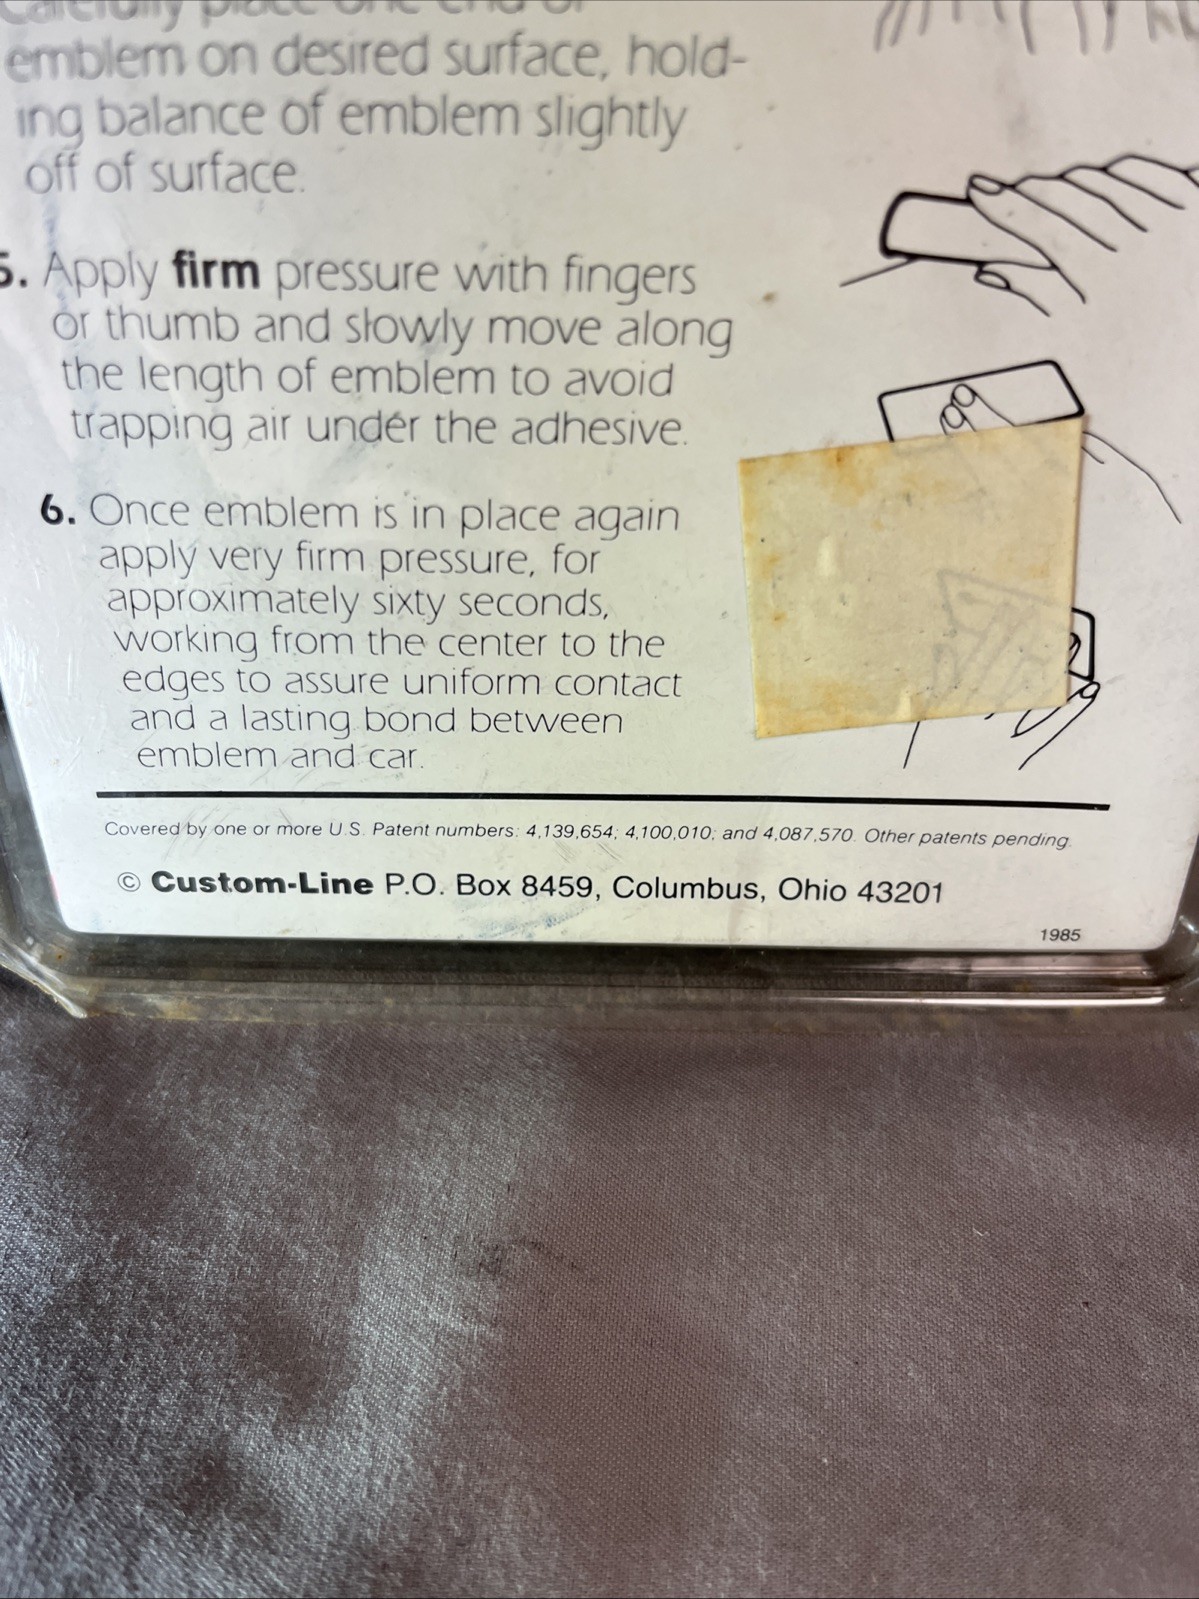 Carefully place one end of
emblem on desired surface, hold-
ing balance of emblem slightly
off of surface.
5. Apply firm pressure with fingers
or thumb and slowly move along
the length of emblem to avoid
trapping air under the adhesive.
6. Once emblem is in place again
apply very firm pressure, for
approximately sixty seconds,
working from the center to the
edges to assure uniform contact
and a lasting bond between
emblem and car.
Covered by one or more U.S. Patent numbers: 4,139,654; 4,100,010; and 4,087,570. Other patents pending.
© Custom-Line P.O. Box 8459, Columbus, Ohio 43201
1985